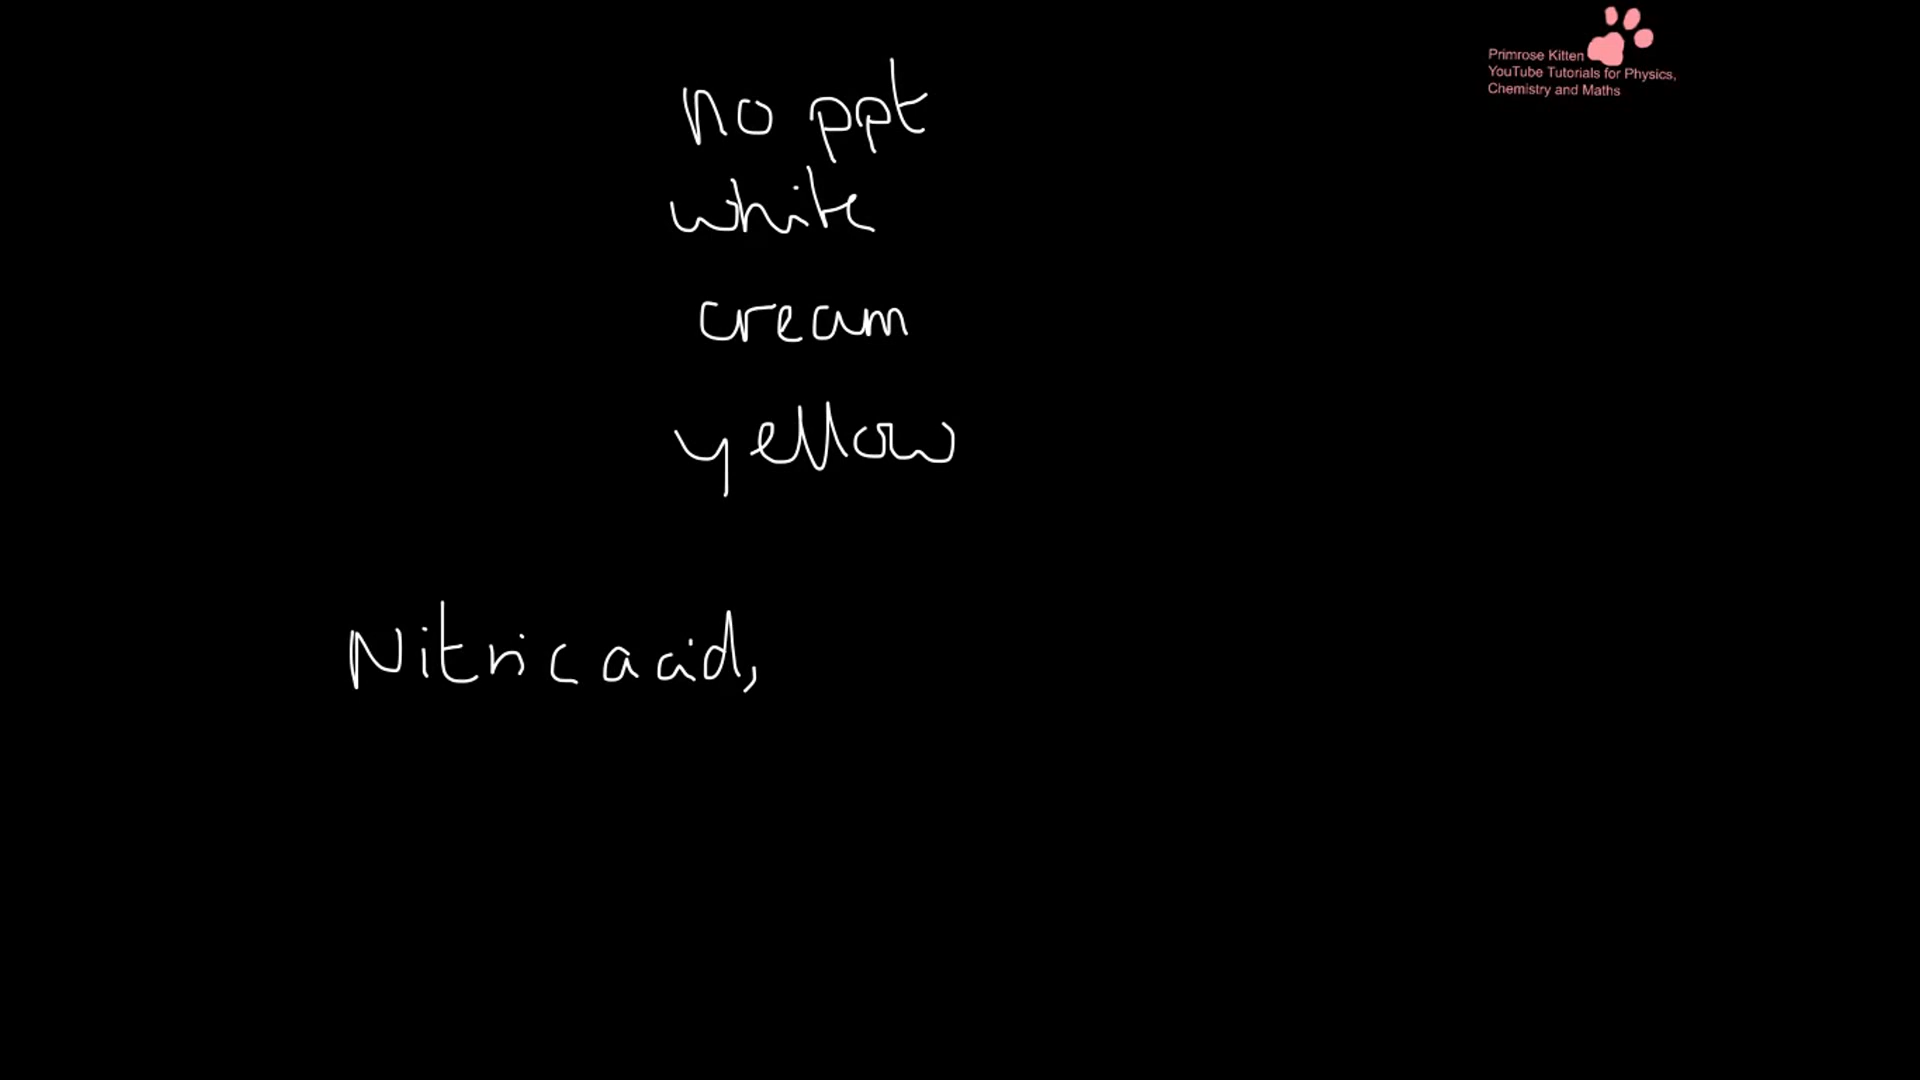 Primrose Kitten
YouTube Tutorials for Physics,
Chemistry and Maths
no ppt
white
cream
yellow
Nitric acid,